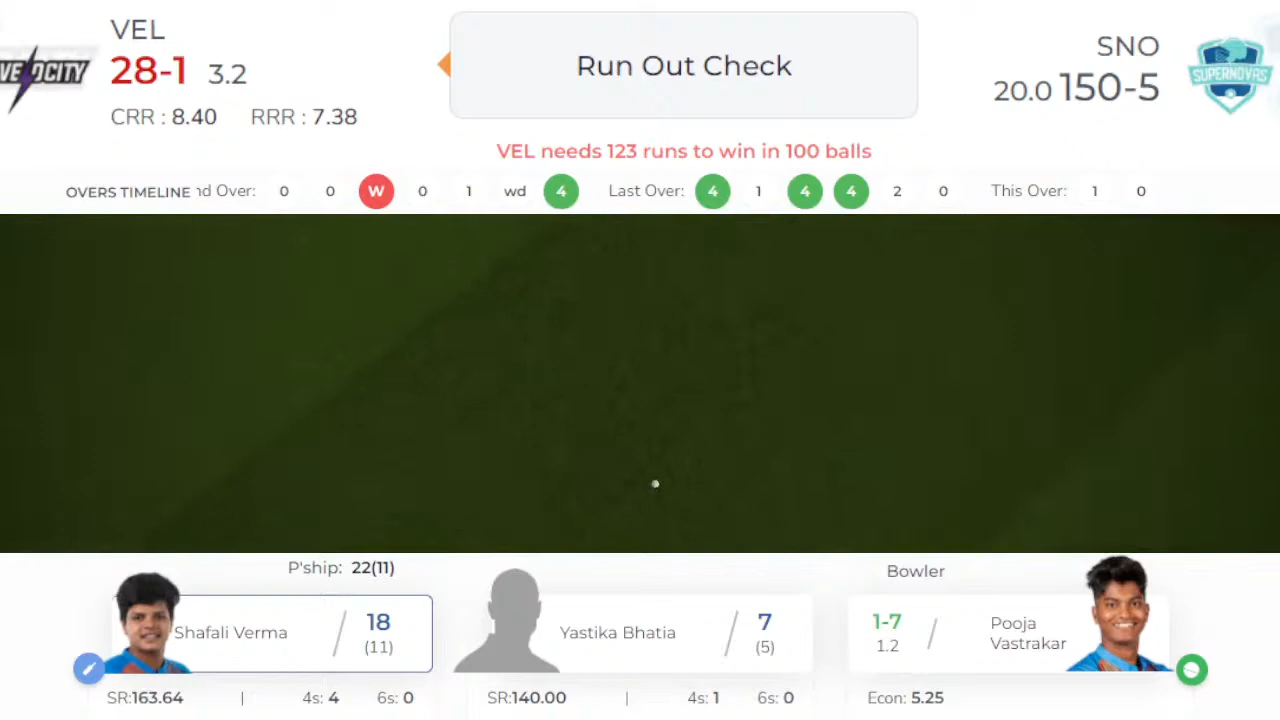 VEL
28-1 3.2
CRR : 8.40 RRR : 7.38
VELOCITY
Run Out Check
SNO
20.0 150-5
SUPERNOVAS
VEL needs 123 runs to win in 100 balls
OVERS TIMELINE nd Over: 0 0 W 0 1 wd 4 Last Over: 4 1 4 4 2 0 This Over: 1 0
P'ship: 22(11)
Shafali Verma
18
(11)
SR:163.64 | 4s: 4 6s: 0
Yastika Bhatia
7
(5)
SR:140.00 | 4s: 1 6s: 0
Bowler
1-7
1.2
Pooja
Vastrakar
Econ: 5.25